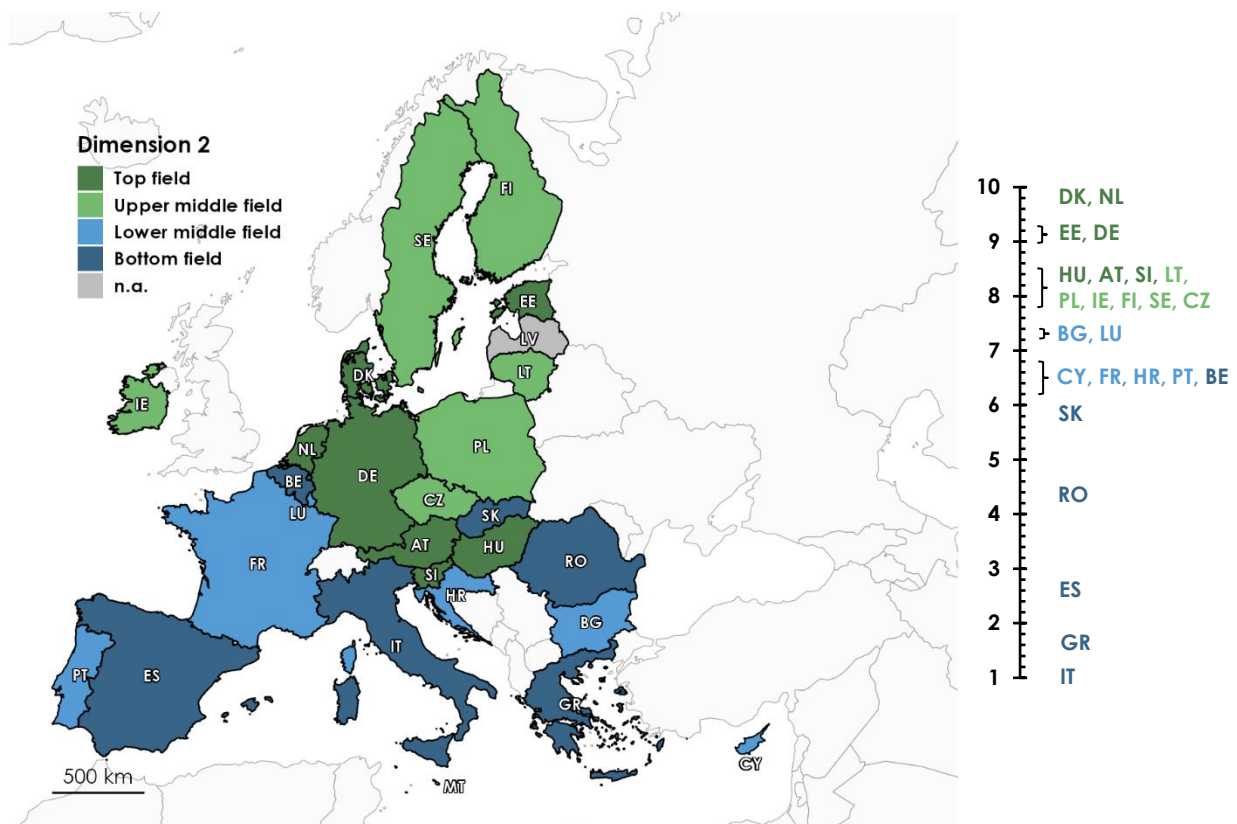 Dimension 2
Top field
Upper middle field
Lower middle field
Bottom field
n.a.
FI
SE
EE
LV
LT
DK
IE
NL
PL
DE
BE
CZ
LU
SK
AT
HU
FR
SI
RO
HR
BG
IT
PT
ES
GR
CY
MT
500 km
10
DK, NL
9
EE, DE
HU, AT, SI, LT,
8
PL, IE, FI, SE, CZ
BG, LU
7
CY, FR, HR, PT, BE
6
SK
5
RO
4
3
ES
2
GR
1
IT